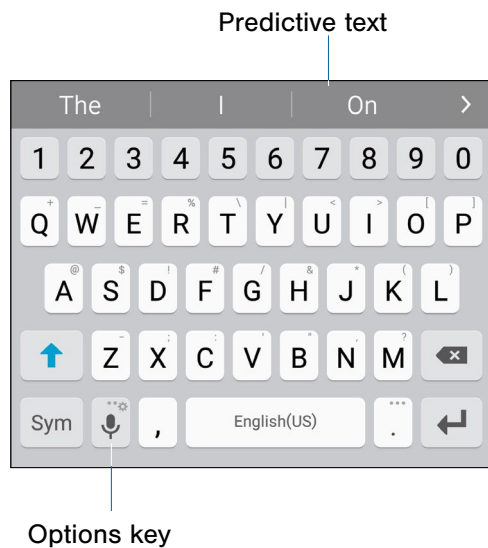 Predictive text
The I On >
1 2 3 4 5 6 7 8 9 0
+ _ = % \ | < > [ ]
Q W E R T Y U I O P
@ $ ! # / & * ( )
A S D F G H J K L
- ; : ' " , ?
Z X C V B N M
Sym , English(US) .
Options key